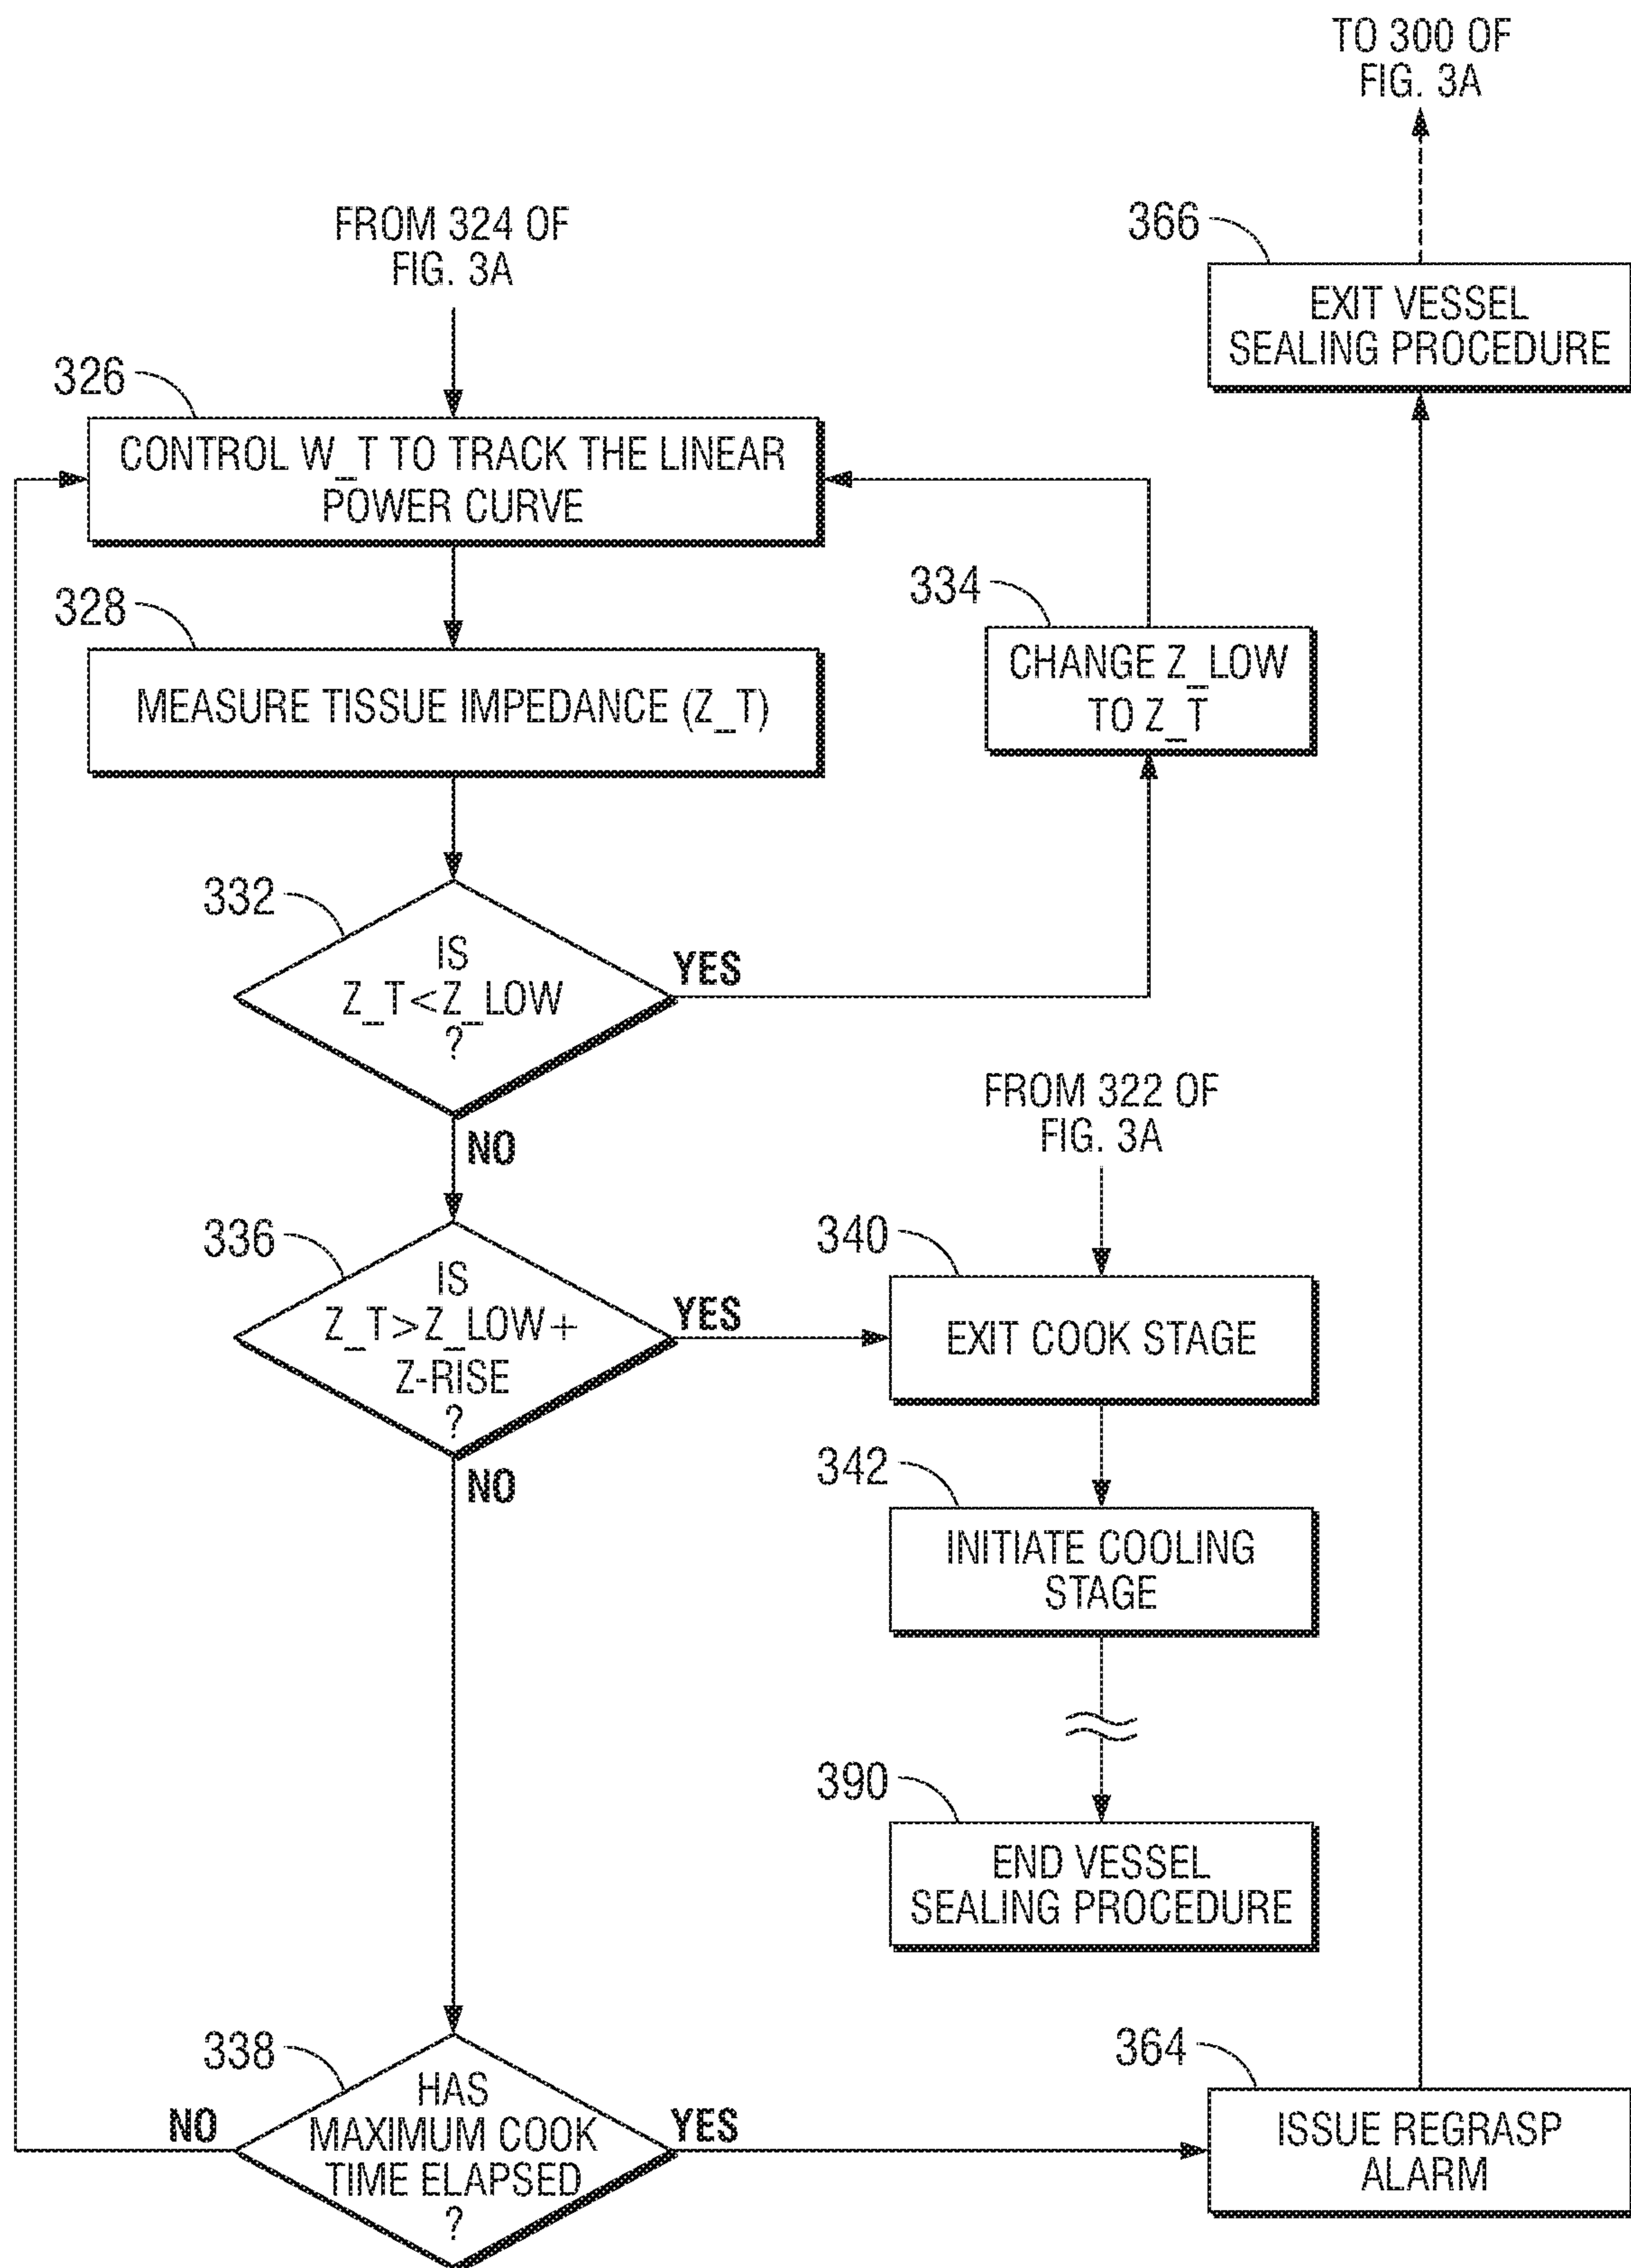 TO 300 OF
FIG. 3A
366
EXIT VESSEL
SEALING PROCEDURE
FROM 324 OF
FIG. 3A
326
CONTROL W_T TO TRACK THE LINEAR
POWER CURVE
328
MEASURE TISSUE IMPEDANCE (Z_T)
334
CHANGE Z_LOW
TO Z_T
332
IS
Z_T<Z_LOW
?
YES
NO
336
IS
Z_T>Z_LOW+
Z-RISE
?
YES
NO
FROM 322 OF
FIG. 3A
340
EXIT COOK STAGE
342
INITIATE COOLING
STAGE
390
END VESSEL
SEALING PROCEDURE
338
HAS
MAXIMUM COOK
TIME ELAPSED
?
NO
YES
364
ISSUE REGRASP
ALARM